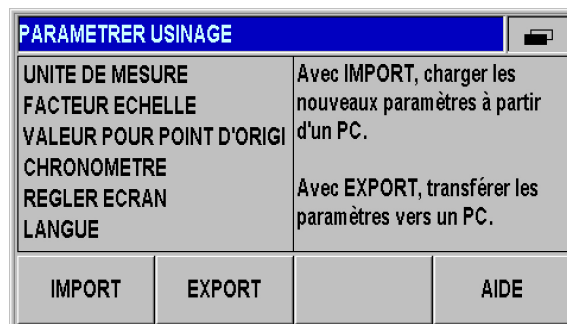 PARAMETRER USINAGE
UNITE DE MESURE
FACTEUR ECHELLE
VALEUR POUR POINT D'ORIGI
CHRONOMETRE
REGLER ECRAN
LANGUE
Avec IMPORT, charger les
nouveaux paramètres à partir
d'un PC.
Avec EXPORT, transférer les
paramètres vers un PC.
IMPORT
EXPORT
AIDE